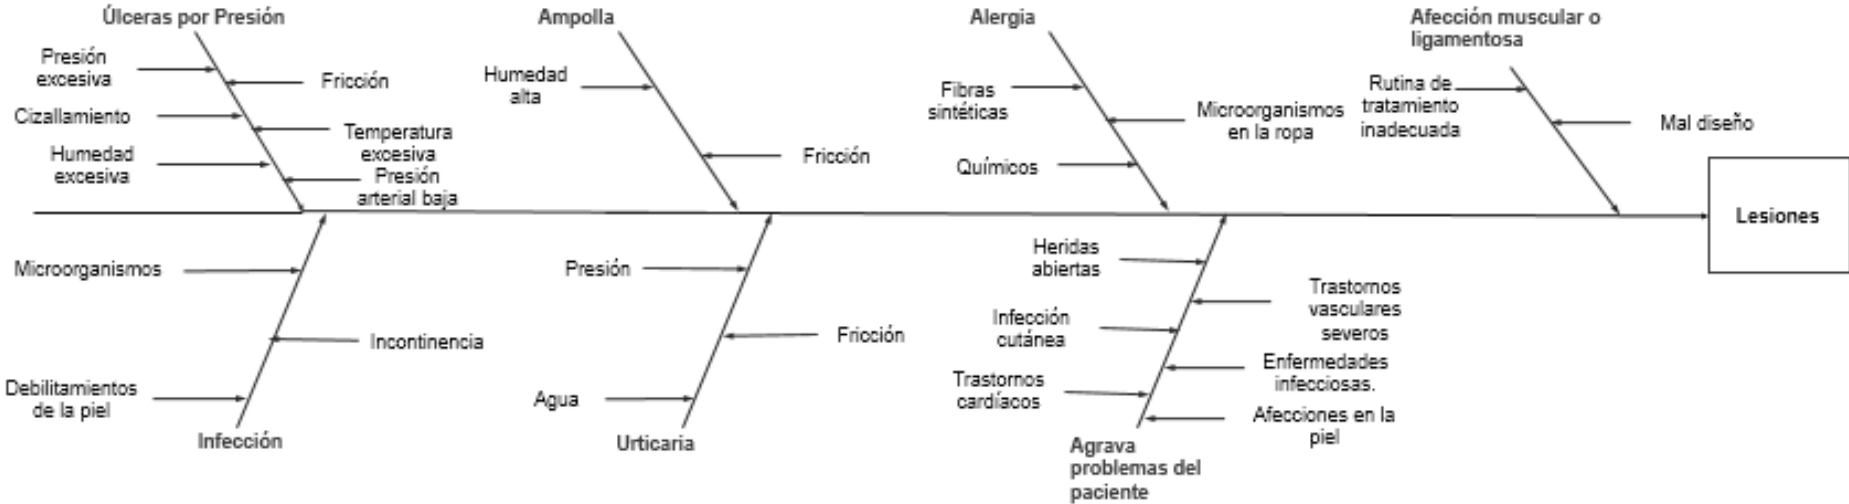 Úlceras por Presión
Presión
excesiva
Fricción
Cizallamiento
Temperatura
excesiva
Humedad
excesiva
Presión
arterial baja
Ampolla
Humedad
alta
Fricción
Alergia
Fibras
sintéticas
Microorganismos
en la ropa
Químicos
Afección muscular o
ligamentosa
Rutina de
tratamiento
inadecuada
Mal diseño
Lesiones
Microorganismos
Incontinencia
Debilitamientos
de la piel
Infección
Presión
Fricción
Agua
Urticaria
Heridas
abiertas
Trastornos
vasculares
severos
Infección
cutánea
Enfermedades
infecciosas.
Trastornos
cardíacos
Afecciones en la
piel
Agrava
problemas del
paciente